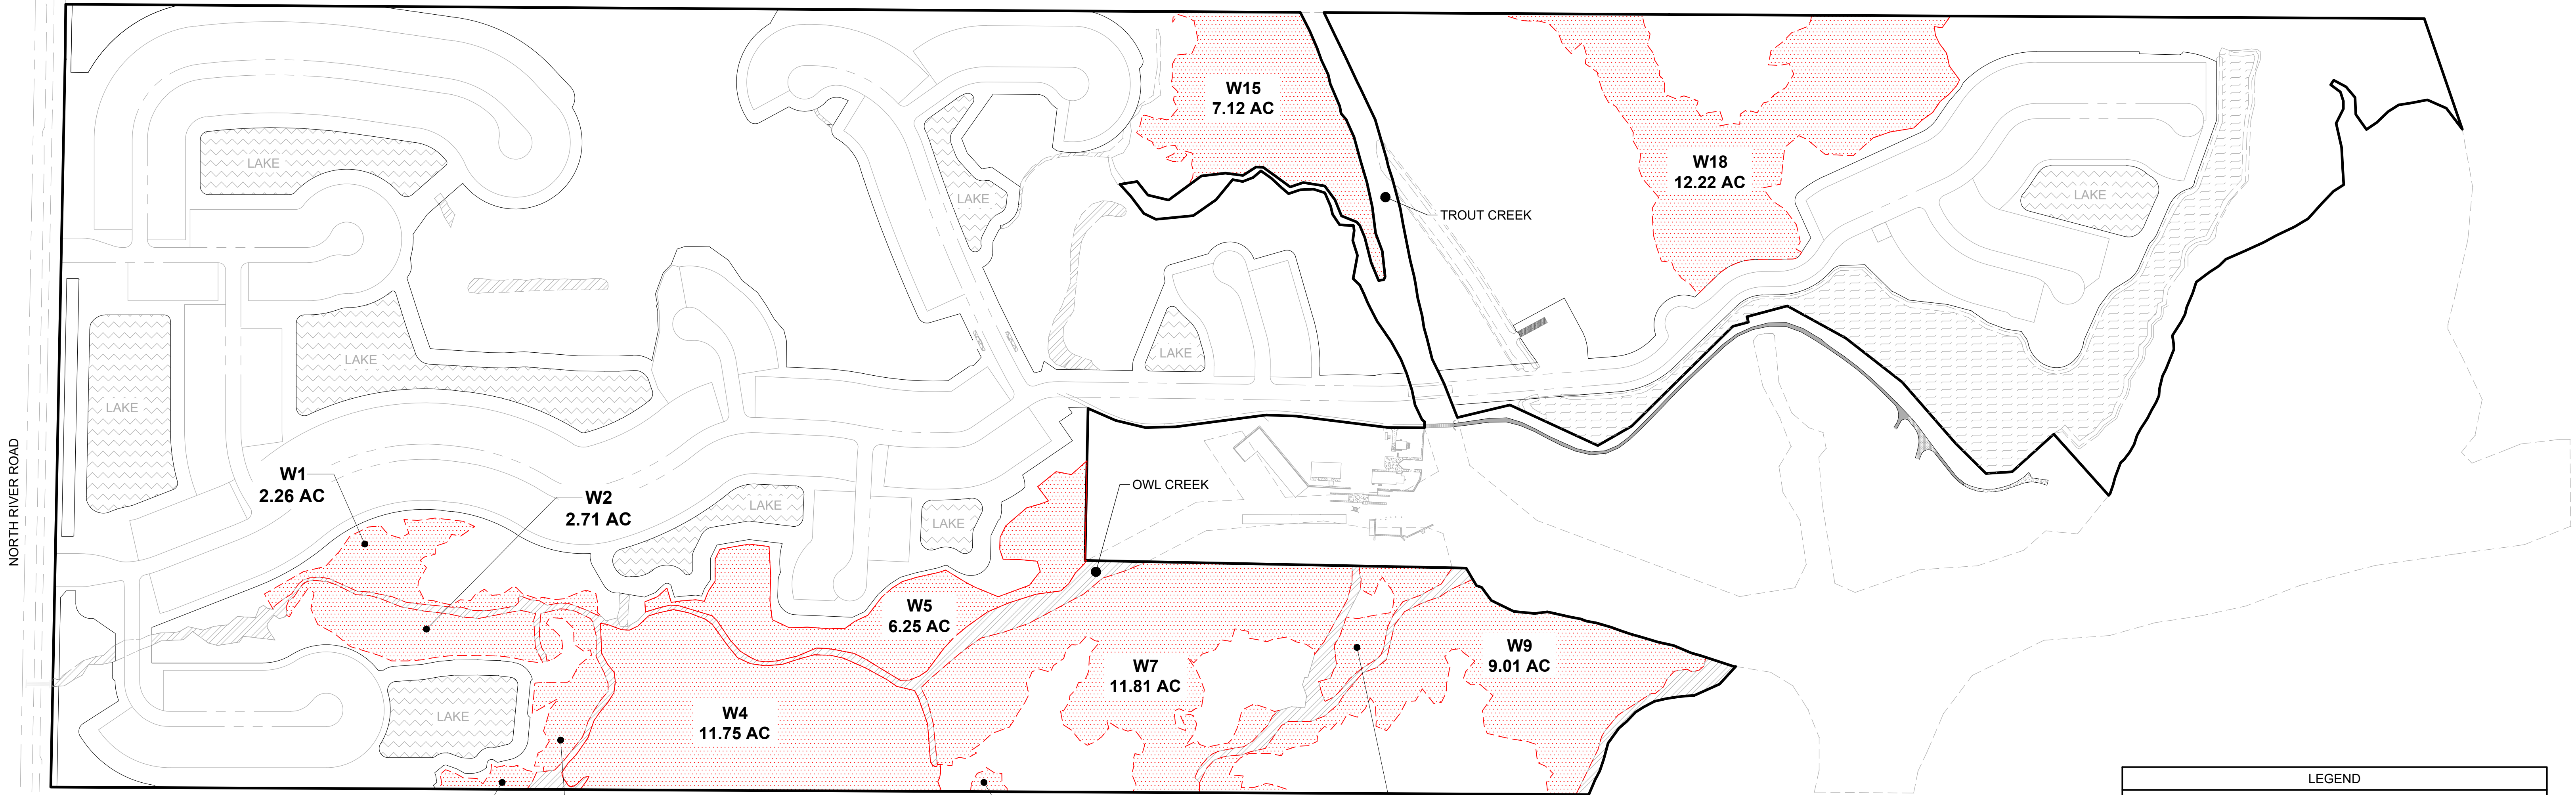 W15
7.12 AC
W18
12.22 AC
LAKE
LAKE
LAKE
TROUT CREEK
LAKE
LAKE
LAKE
NORTH RIVER ROAD
W1
2.26 AC
W2
2.71 AC
LAKE
LAKE
OWL CREEK
W5
6.25 AC
W7
11.81 AC
W9
9.01 AC
W4
11.75 AC
LAKE
LEGEND